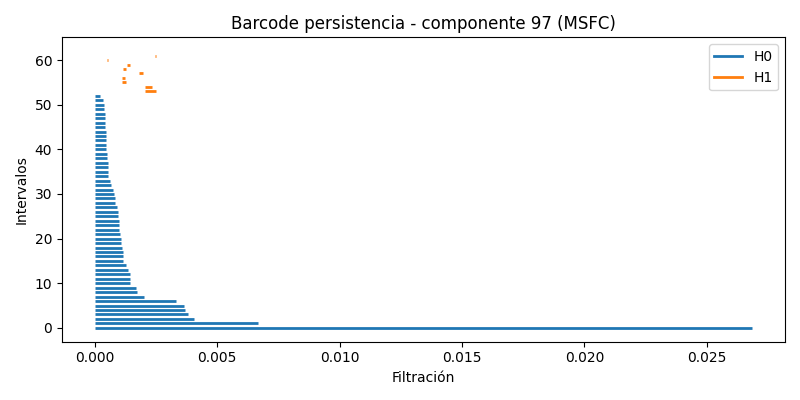 Barcode persistencia - componente 97 (MSFC)
H0
H1
Intervalos
60
50
40
30
20
10
0
0.000 0.005 0.010 0.015 0.020 0.025
Filtración